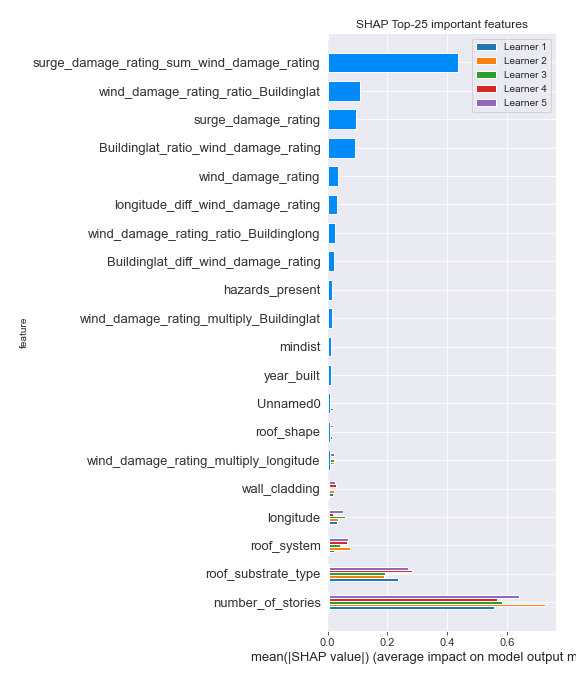 SHAP Top-25 important features
Learner 1
Learner 2
Learner 3
Learner 4
Learner 5
surge_damage_rating_sum_wind_damage_rating
wind_damage_rating_ratio_Buildinglat
surge_damage_rating
Buildinglat_ratio_wind_damage_rating
wind_damage_rating
longitude_diff_wind_damage_rating
wind_damage_rating_ratio_Buildinglong
Buildinglat_diff_wind_damage_rating
hazards_present
wind_damage_rating_multiply_Buildinglat
mindist
year_built
Unnamed0
roof_shape
wind_damage_rating_multiply_longitude
wall_cladding
longitude
roof_system
roof_substrate_type
number_of_stories
feature
0.0 0.2 0.4 0.6
mean(|SHAP value|) (average impact on model output m